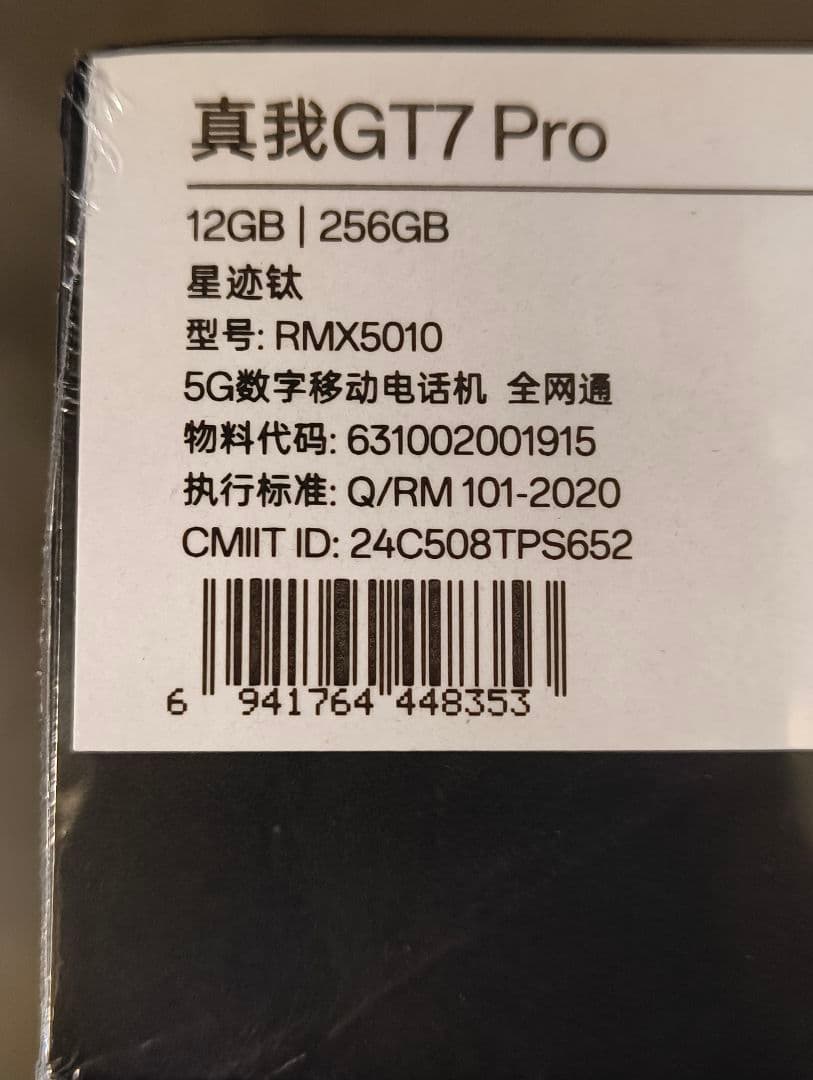 真我GT7 Pro
12GB | 256GB
星迹钛
型号: RMX5010
5G数字移动电话机 全网通
物料代码: 631002001915
执行标准: Q/RM 101-2020
CMIIT ID: 24C508TPS652
6 941764 448353